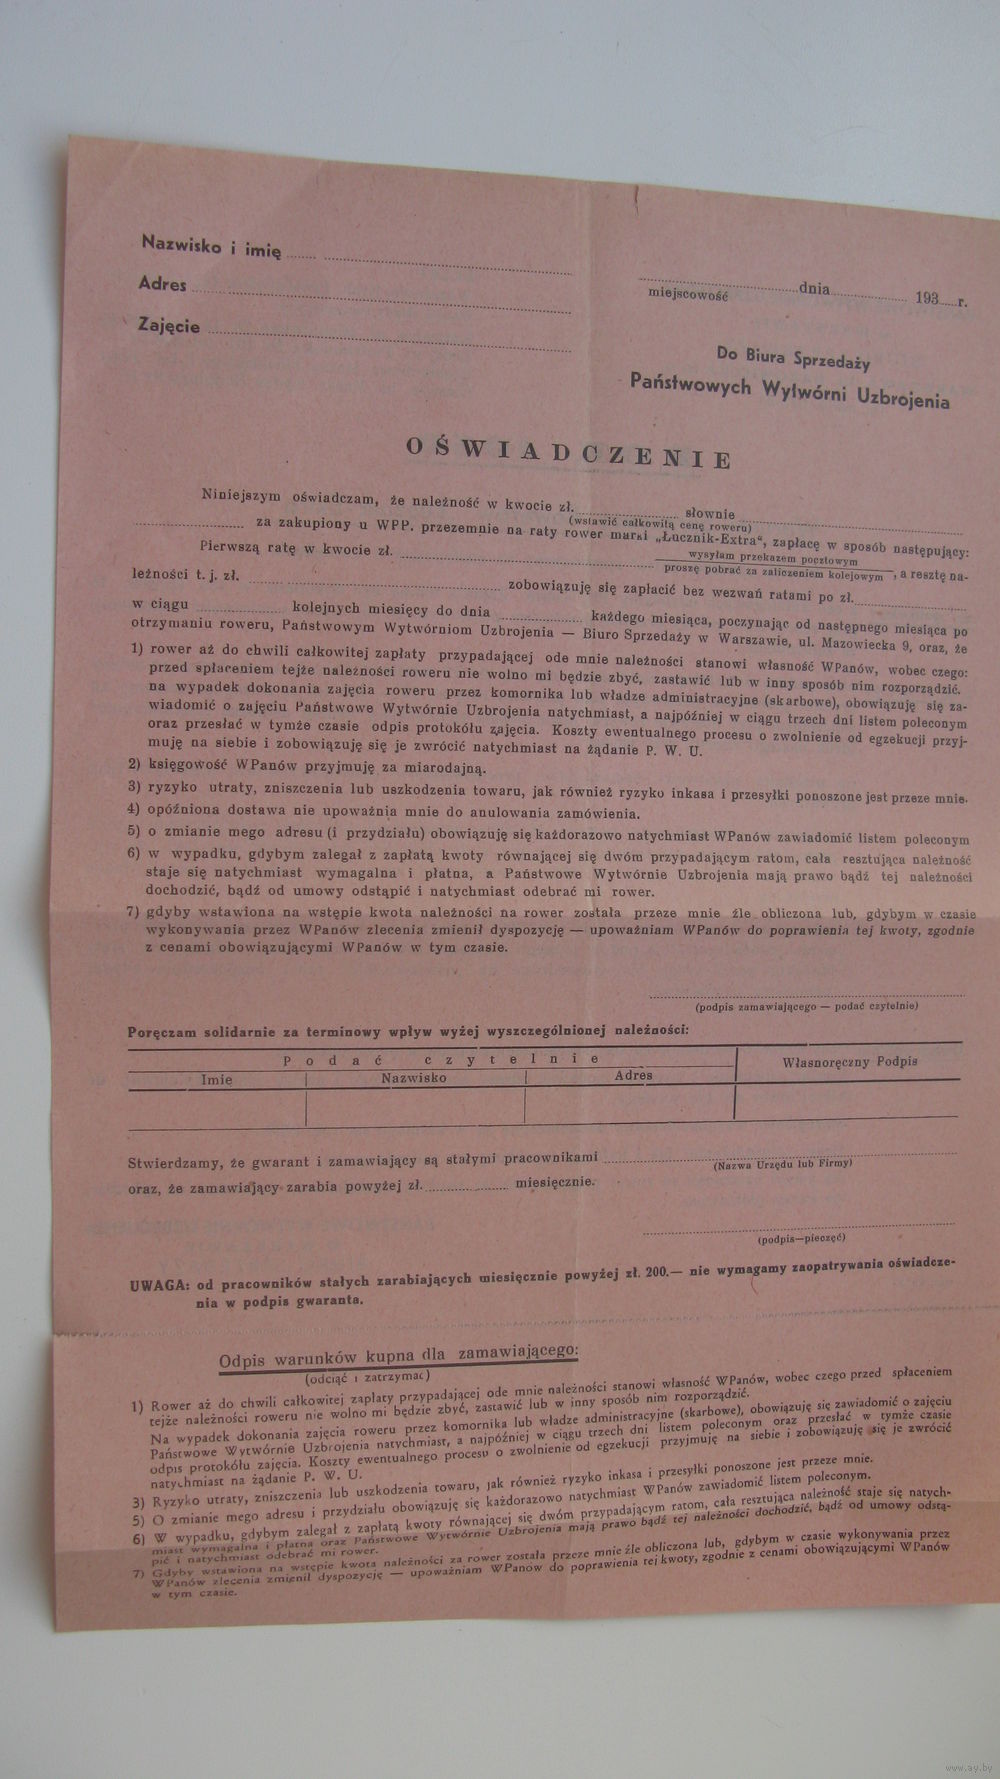 Nazwisko i imię
Adres
Zajęcie
dnia 193 r.
miejscowość
Do Biura Sprzedaży
Państwowych Wytwórni Uzbrojenia
OŚWIADCZENIE
Niniejszym oświadczam, że należność w kwocie zł. słownie
(wstawić całkowitą cenę roweru)
za zakupiony u WPP. przezemnie na raty rower marki „Łucznik-Extra“, zapłacę w sposób następujący:
Pierwszą ratę w kwocie zł. wysyłam przekazem pocztowym
proszę pobrać za zaliczeniem kolejowym, a resztę na-
leżności t. j. zł. zobowiązuję się zapłacić bez wezwań ratami po zł.
w ciągu kolejnych miesięcy do dnia każdego miesiąca, poczynając od następnego miesiąca po
otrzymaniu roweru, Państwowym Wytwórniom Uzbrojenia — Biuro Sprzedaży w Warszawie, ul. Mazowiecka 9, oraz, że
1) rower aż do chwili całkowitej zapłaty przypadającej ode mnie należności stanowi własność WPanów, wobec czego:
przed spłaceniem tejże należności roweru nie wolno mi będzie zbyć, zastawić lub w inny sposób nim rozporządzić.
na wypadek dokonania zajęcia roweru przez komornika lub władze administracyjne (skarbowe), obowiązuję się za-
wiadomić o zajęciu Państwowe Wytwórnie Uzbrojenia natychmiast, a najpóźniej w ciągu trzech dni listem poleconym
oraz przesłać w tymże czasie odpis protokółu zajęcia. Koszty ewentualnego procesu o zwolnienie od egzekucji przyj-
muję na siebie i zobowiązuję się je zwrócić natychmiast na żądanie P. W. U.
2) księgowość WPanów przyjmuję za miarodajną.
3) ryzyko utraty, zniszczenia lub uszkodzenia towaru, jak również ryzyko inkasa i przesyłki ponoszone jest przeze mnie.
4) opóźniona dostawa nie upoważnia mnie do anulowania zamówienia.
5) o zmianie mego adresu (i przydziału) obowiązuję się każdorazowo natychmiast WPanów zawiadomić listem poleconym
6) w wypadku, gdybym zalegał z zapłatą kwoty równającej się dwóm przypadającym ratom, cała resztująca należność
staje się natychmiast wymagalna i płatna, a Państwowe Wytwórnie Uzbrojenia mają prawo bądź tej należności
dochodzić, bądź od umowy odstąpić i natychmiast odebrać mi rower.
7) gdyby wstawiona na wstępie kwota należności na rower została przeze mnie źle obliczona lub, gdybym w czasie
wykonywania przez WPanów zlecenia zmienił dyspozycję — upoważniam WPanów do poprawienia tej kwoty, zgodnie
z cenami obowiązującymi WPanów w tym czasie.
(podpis zamawiającego — podać czytelnie)
Poręczam solidarnie za terminowy wpływ wyżej wyszczególnionej należności:
Podać czytelnie
Własnoręczny Podpis
Imię Nazwisko Adres
Stwierdzamy, że gwarant i zamawiający są stałymi pracownikami
(Nazwa Urzędu lub Firmy)
oraz, że zamawiający zarabia powyżej zł. miesięcznie.
(podpis—pieczęć)
UWAGA: od pracowników stałych zarabiających miesięcznie powyżej zł. 200.— nie wymagamy zaopatrywania oświadcze-
nia w podpis gwaranta.
Odpis warunków kupna dla zamawiającego:
(odciąć i zatrzymać)
1) Rower aż do chwili całkowitej zapłaty przypadającej ode mnie należności stanowi własność WPanów, wobec czego przed spłaceniem
tejże należności roweru nie wolno mi będzie zbyć, zastawić lub w inny sposób nim rozporządzić.
Na wypadek dokonania zajęcia roweru przez komornika lub władze administracyjne (skarbowe), obowiązuję się zawiadomić o zajęciu
Państwowe Wytwórnie Uzbrojenia natychmiast, a najpóźniej w ciągu trzech dni listem poleconym oraz przesłać w tymże czasie
odpis protokółu zajęcia. Koszty ewentualnego procesu o zwolnienie od egzekucji przyjmuję na siebie i zobowiązuję się je zwrócić
natychmiast na żądanie P. W. U.
3) Ryzyko utraty, zniszczenia lub uszkodzenia towaru, jak również ryzyko inkasa i przesyłki ponoszone jest przeze mnie.
5) O zmianie mego adresu i przydziału obowiązuję się każdorazowo natychmiast WPanów zawiadomić listem poleconym.
6) W wypadku, gdybym zalegał z zapłatą kwoty równającej się dwóm przypadającym ratom, cała resztująca należność staje się natych-
miast wymagalna i płatna oraz Państwowe Wytwórnie Uzbrojenia mają prawo bądź tej należności dochodzić, bądź od umowy odstą-
pić i natychmiast odebrać mi rower.
7) Gdyby wstawiona na wstępie kwota należności za rower została przeze mnie źle obliczona lub, gdybym w czasie wykonywania przez
WPanów zlecenia zmienił dyspozycję — upoważniam WPanów do poprawienia tej kwoty, zgodnie z cenami obowiązującymi WPanów
w tym czasie.
www.ay.by